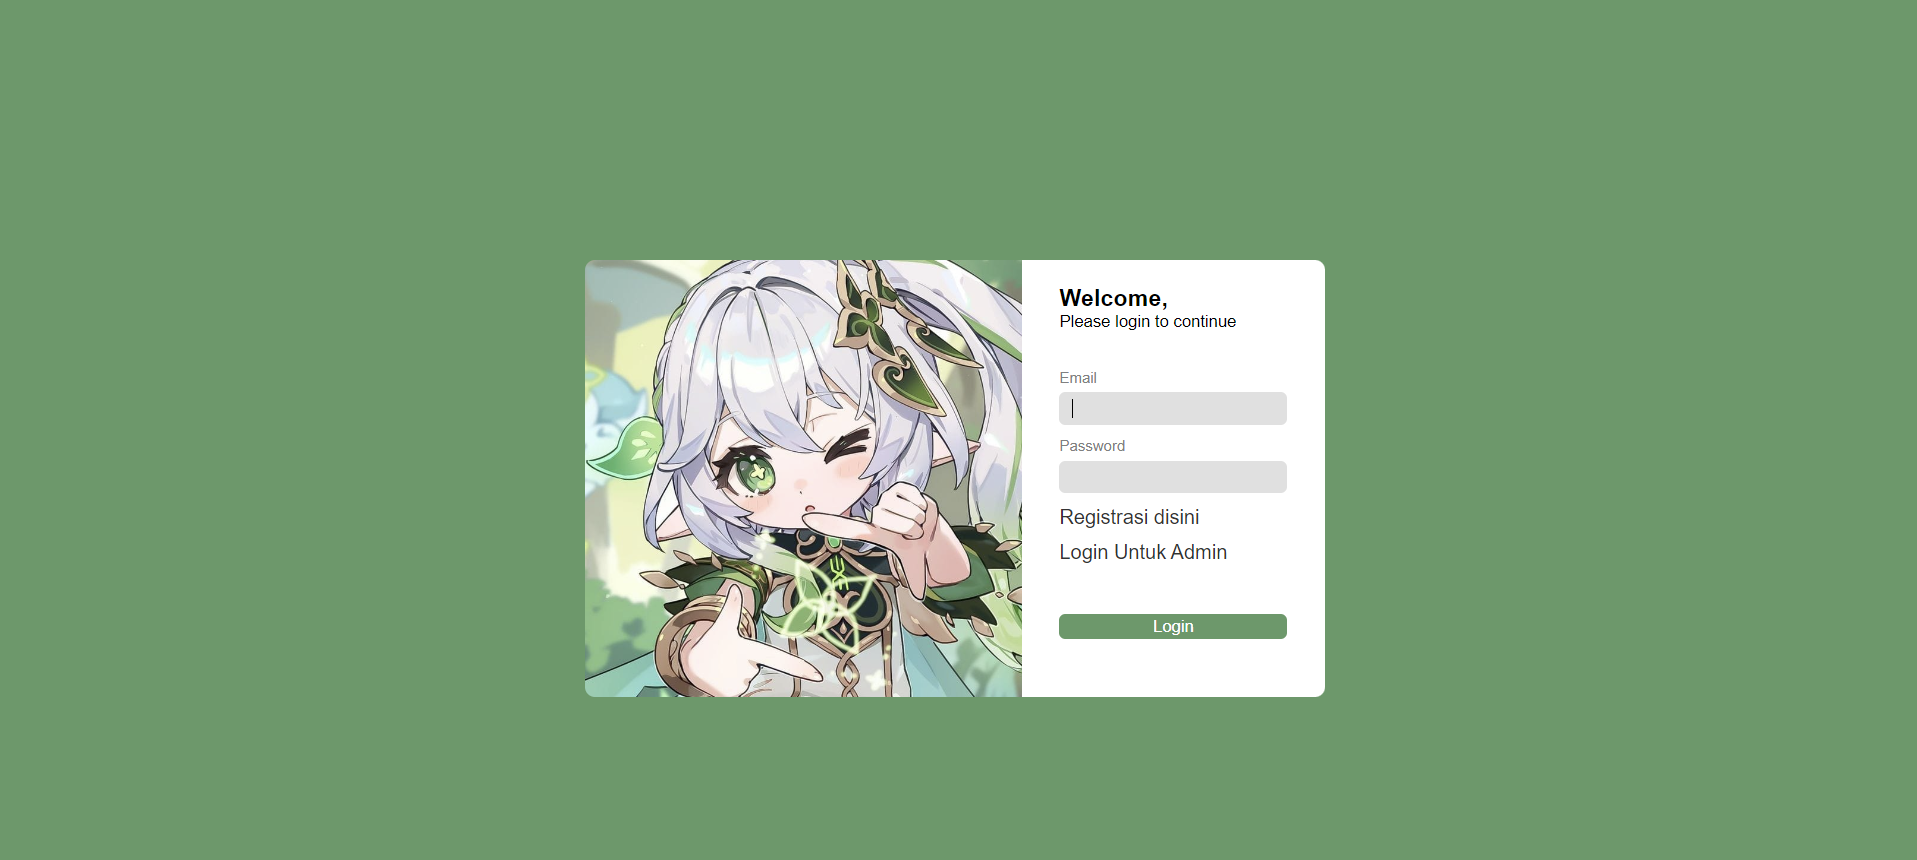 Welcome,
Please login to continue
Email
Password
Registrasi disini
Login Untuk Admin
Login